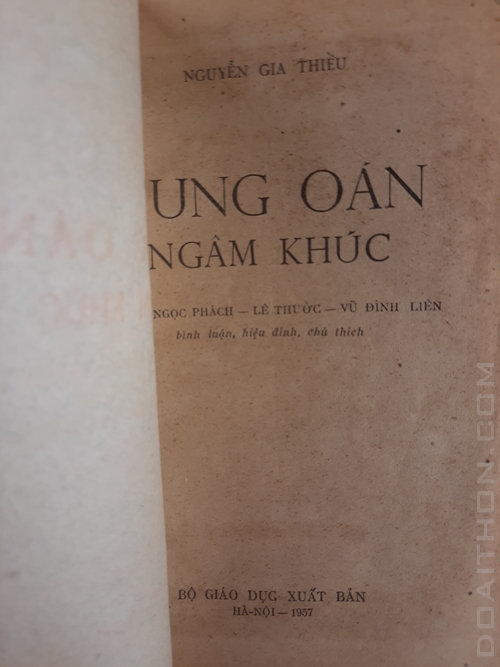 NGUYỄN GIA THIỀU
UNG OÁN
NGÂM KHÚC
NGỌC PHÁCH — LÊ THƯỚC — VŨ ĐÌNH LIÊN
bình luận, hiệu đính, chú thích
BỘ GIÁO DỤC XUẤT BẢN
HÀ-NỘI — 1957
DOAITHON.COM